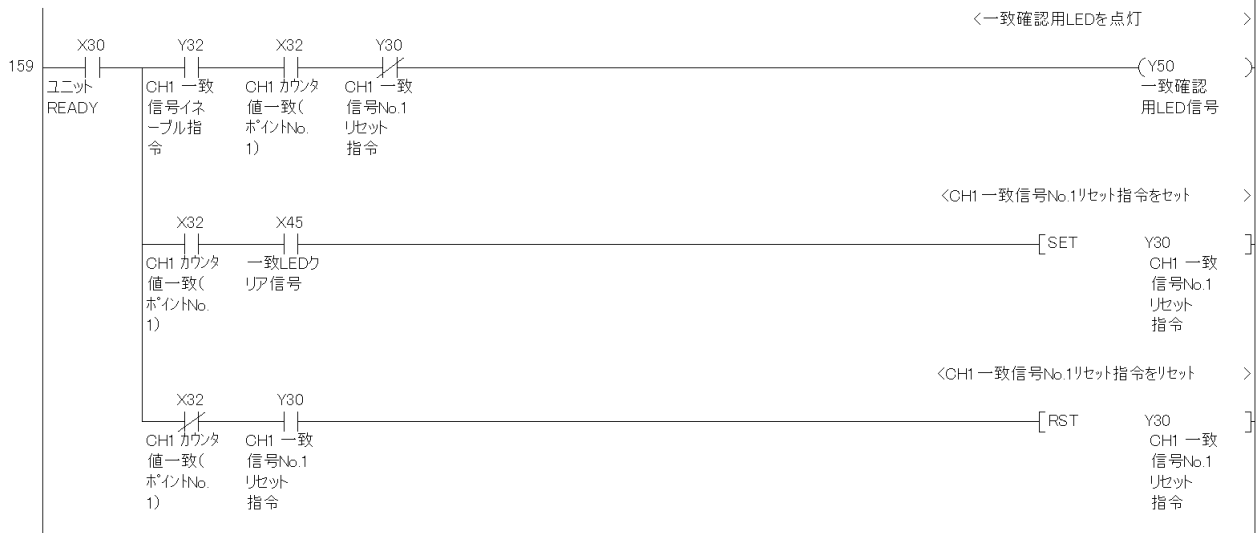 <一致確認用LEDを点灯 >
X30 Y32 X32 Y30
159 (Y50 )
ユニット CH1 一致 CH1 カウンタ CH1 一致 一致確認
READY 信号イネ 値一致( 信号No.1 用LED信号
ーブル指 ポイントNo. リセット
令 1) 指令
<CH1 一致信号No.1リセット指令をセット >
X32 X45
[SET Y30 ]
CH1 カウンタ 一致LEDク CH1 一致
値一致( リア信号 信号No.1
ポイントNo. リセット
1) 指令
<CH1 一致信号No.1リセット指令をリセット >
X32 Y30
[RST Y30 ]
CH1 カウンタ CH1 一致 CH1 一致
値一致( 信号No.1 信号No.1
ポイントNo. リセット リセット
1) 指令 指令